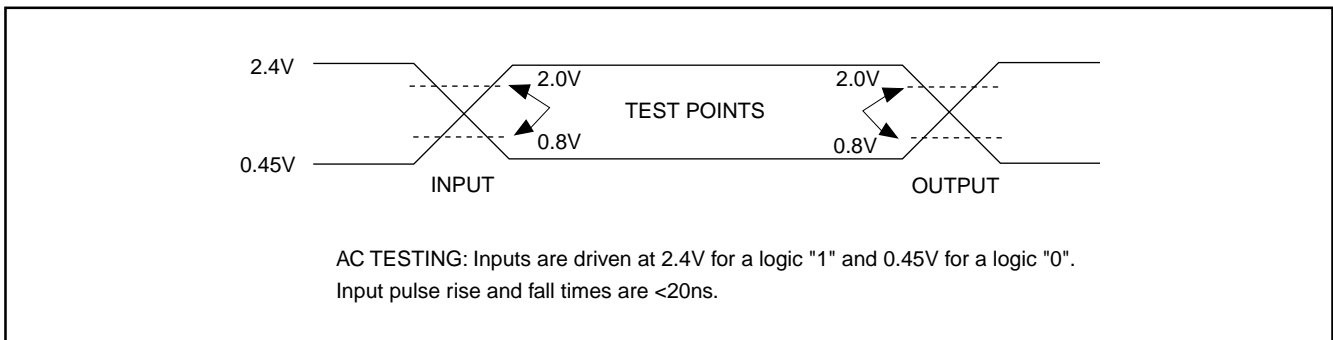 2.4V
2.0V
2.0V
TEST POINTS
0.8V
0.8V
0.45V
INPUT
OUTPUT
AC TESTING: Inputs are driven at 2.4V for a logic "1" and 0.45V for a logic "0".
Input pulse rise and fall times are <20ns.